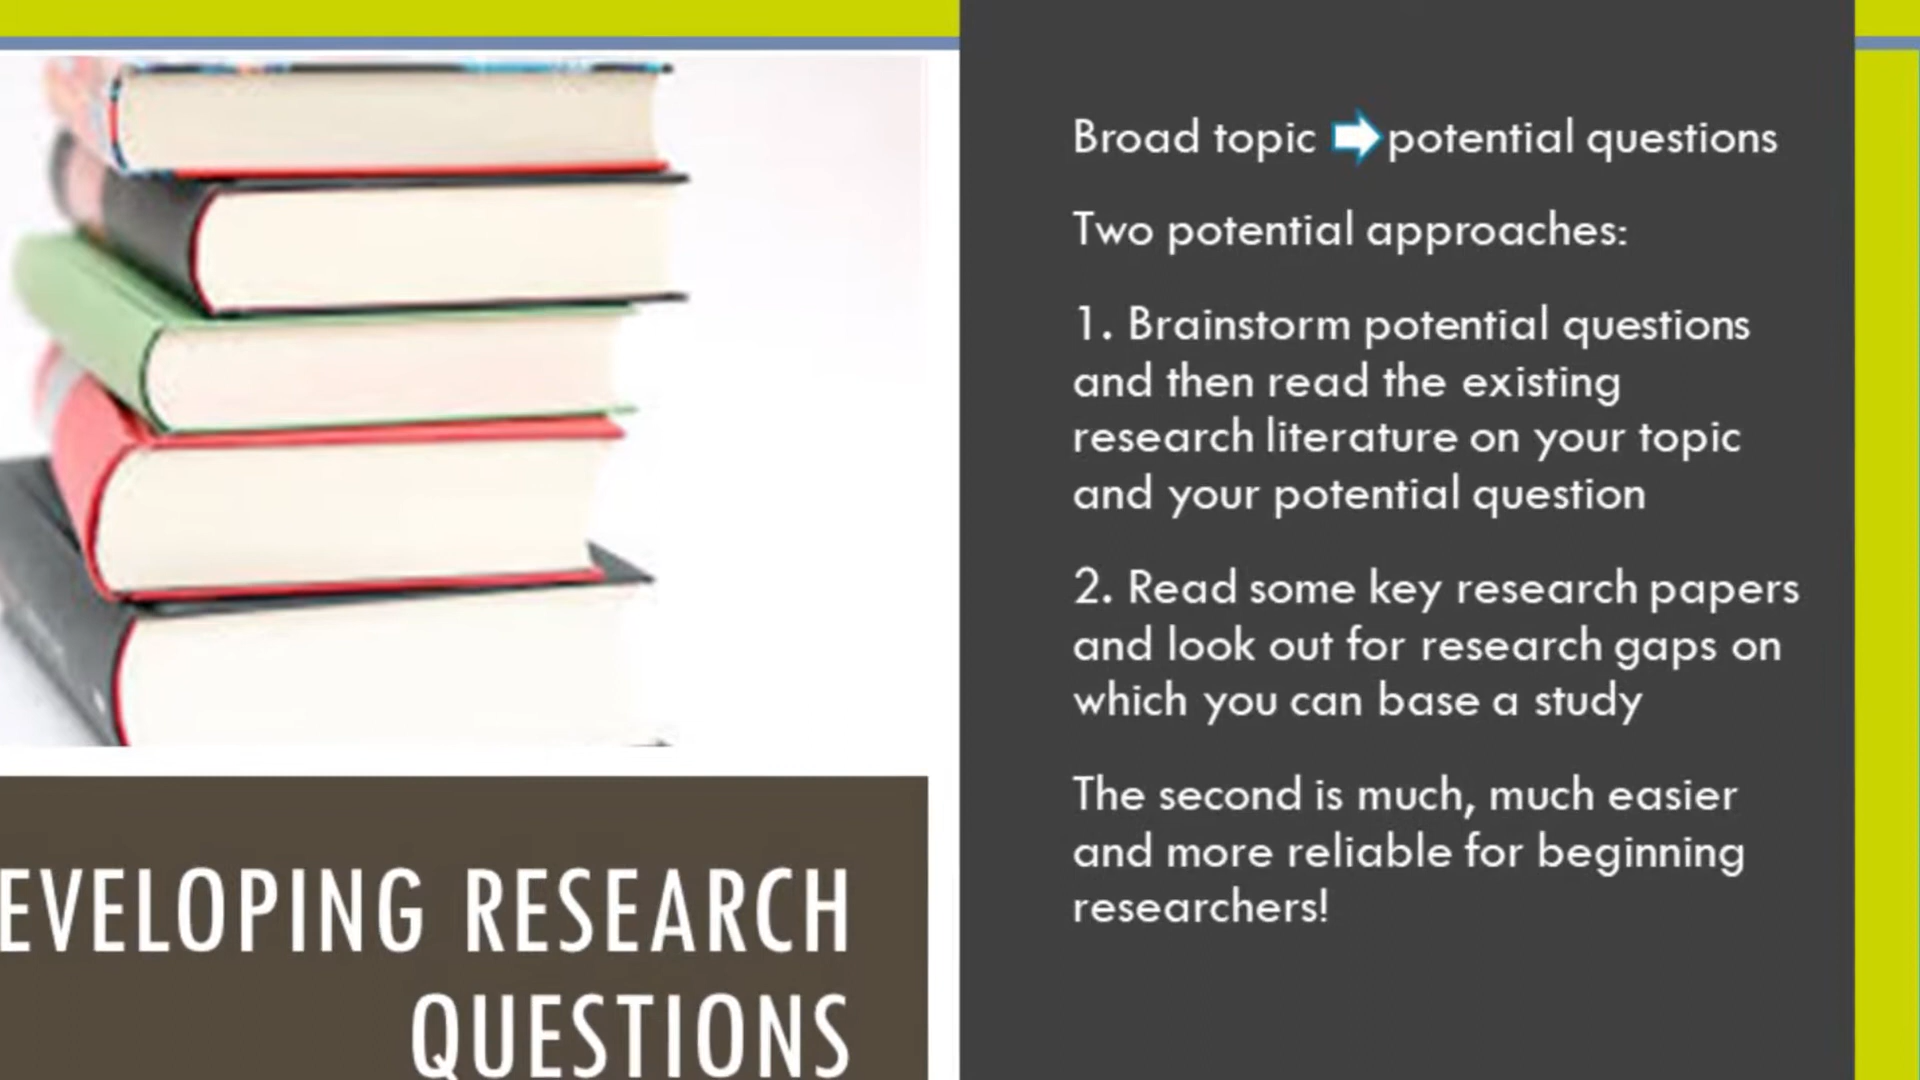 Broad topic potential questions
Two potential approaches:
1. Brainstorm potential questions
and then read the existing
research literature on your topic
and your potential question
2. Read some key research papers
and look out for research gaps on
which you can base a study
The second is much, much easier
and more reliable for beginning
researchers!
EVELOPING RESEARCH
QUESTIONS